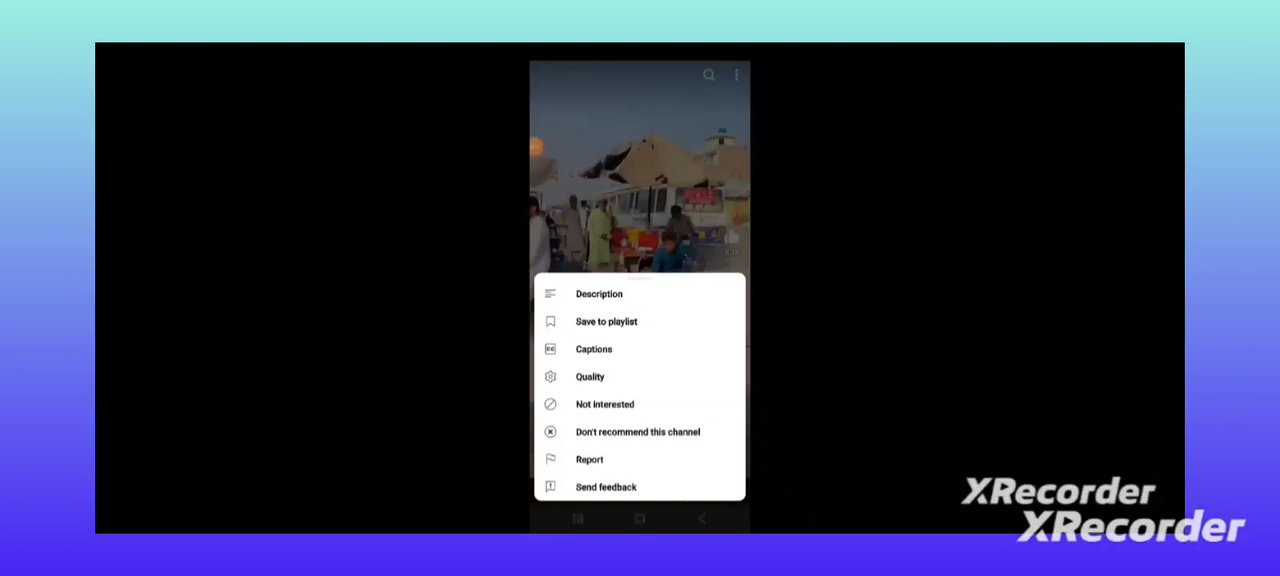 Description
Save to playlist
Captions
Quality
Not interested
Don't recommend this channel
Report
Send feedback
XRecorder
XRecorder